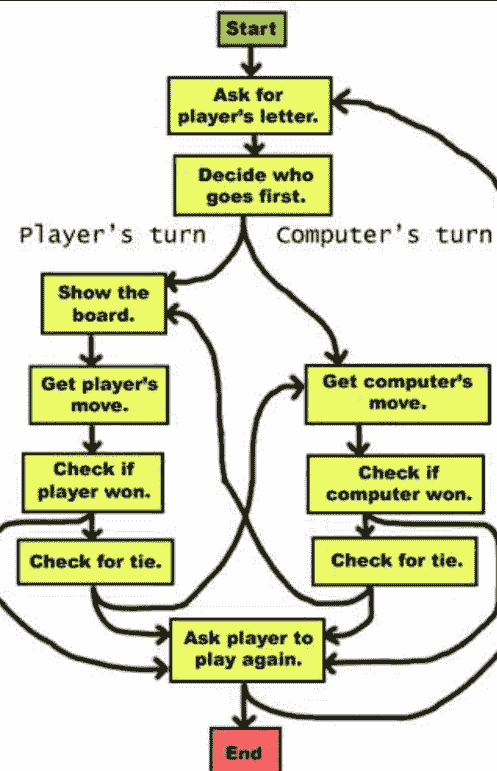 Start
Ask for
player's letter.
Decide who
goes first.
Player's turn
Computer's turn
Show the
board.
Get player's
move.
Check if
player won.
Check for tie.
Get computer's
move.
Check if
computer won.
Check for tie.
Ask player to
play again.
End